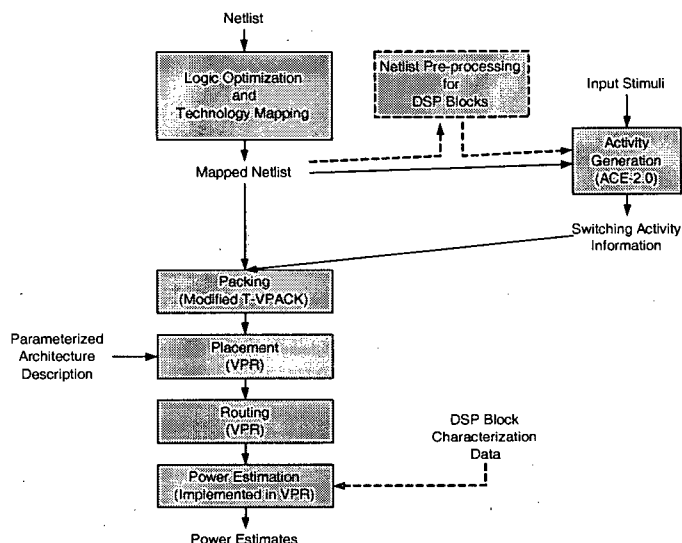 Netlist
Logic Optimization
and
Technology Mapping
Netlist Pre-processing
for
DSP Blocks
Input Stimuli
Activity
Generation
(ACE-2.0)
Mapped Netlist
Switching Activity
Information
Packing
(Modified T-VPACK)
Parameterized
Architecture
Description
Placement
(VPR)
Routing
(VPR)
DSP Block
Characterization
Data
Power Estimation
(Implemented in VPR)
Power Estimates